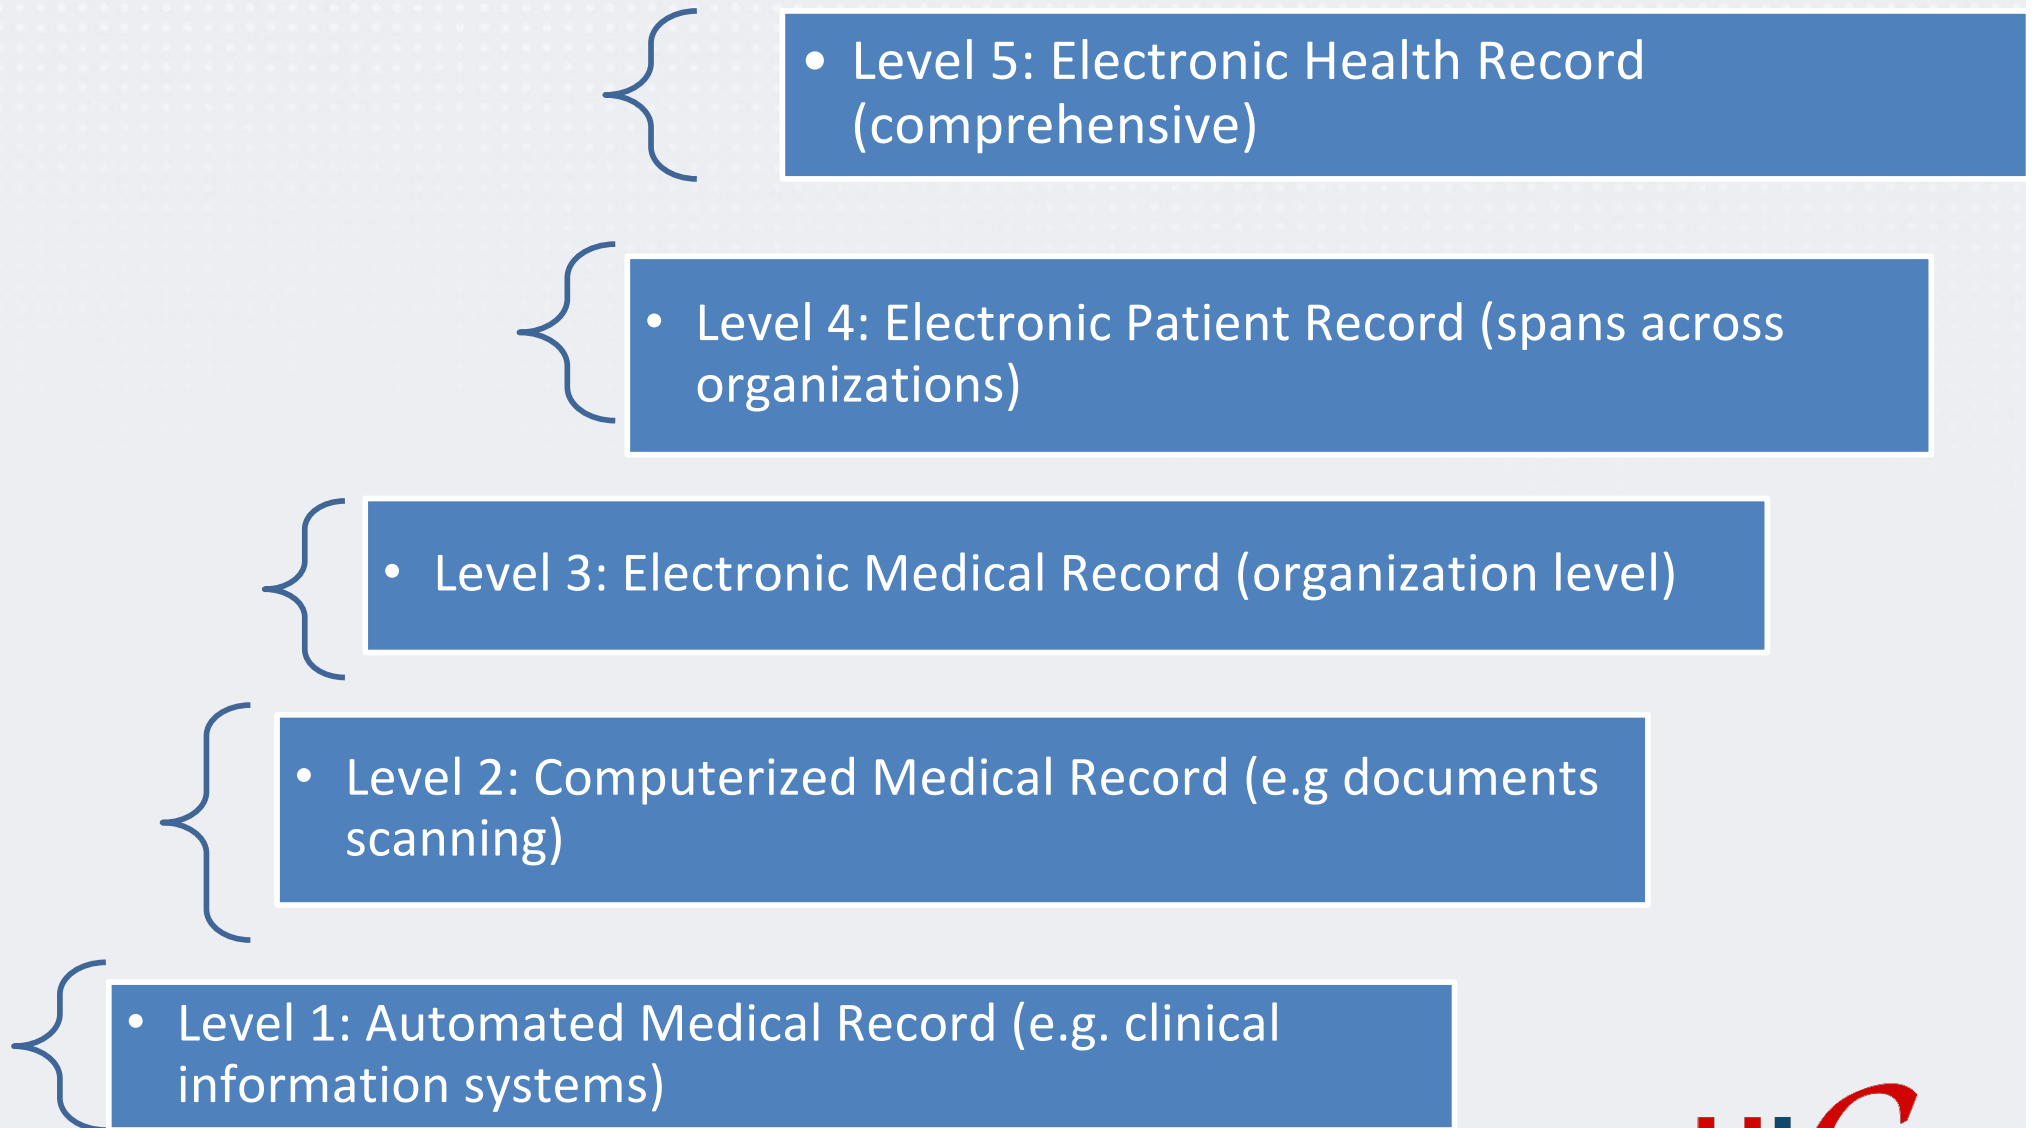 • Level 5: Electronic Health Record
(comprehensive)
• Level 4: Electronic Patient Record (spans across
organizations)
• Level 3: Electronic Medical Record (organization level)
• Level 2: Computerized Medical Record (e.g documents
scanning)
• Level 1: Automated Medical Record (e.g. clinical
information systems)